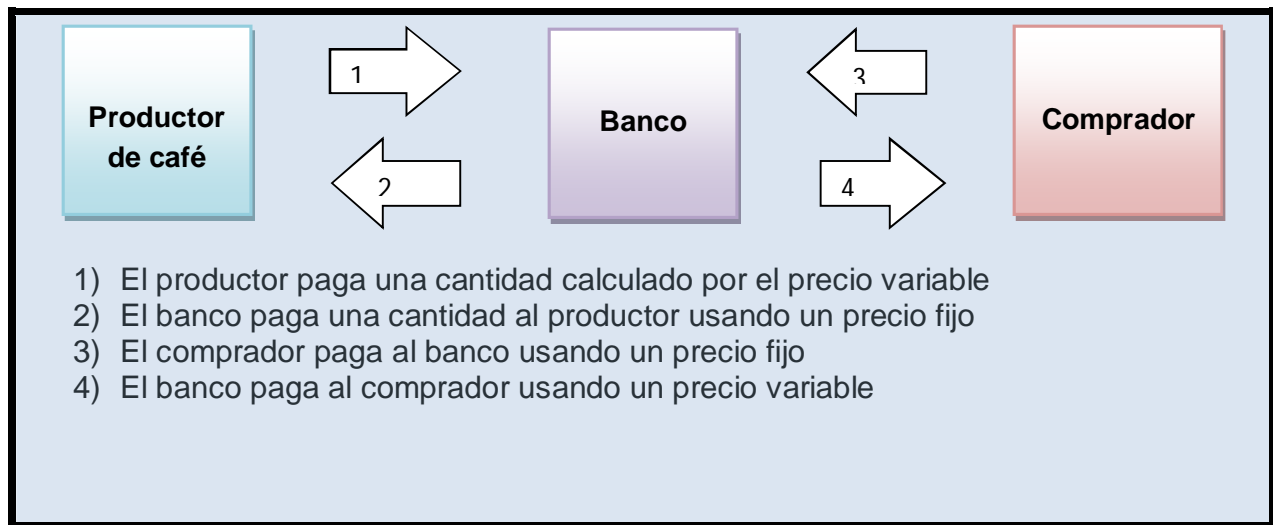 Productor
de café
1
2
Banco
3
4
Comprador
1) El productor paga una cantidad calculado por el precio variable
2) El banco paga una cantidad al productor usando un precio fijo
3) El comprador paga al banco usando un precio fijo
4) El banco paga al comprador usando un precio variable